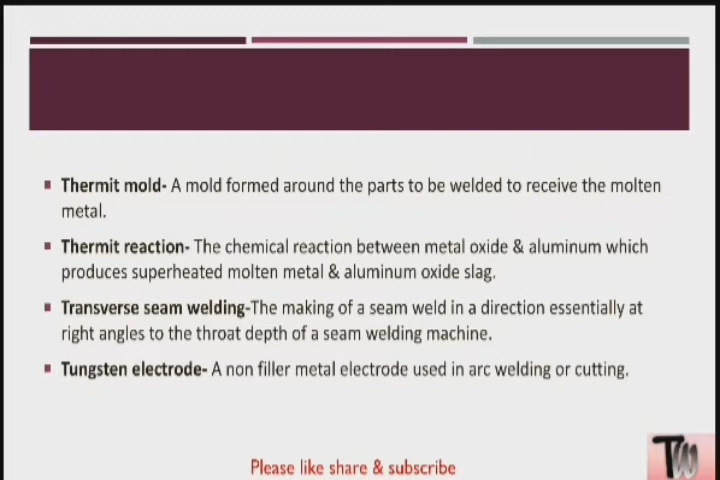 Thermit mold- A mold formed around the parts to be welded to receive the molten
metal.
Thermit reaction- The chemical reaction between metal oxide & aluminum which
produces superheated molten metal & aluminum oxide slag.
Transverse seam welding-The making of a seam weld in a direction essentially at
right angles to the throat depth of a seam welding machine.
Tungsten electrode- A non filler metal electrode used in arc welding or cutting.
Please like share & subscribe
TW